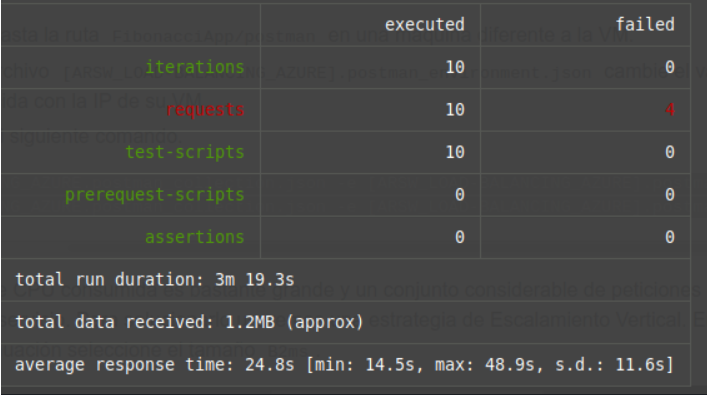 executed failed
iterations 10 0
requests 10 4
test-scripts 10 0
prerequest-scripts 0 0
assertions 0 0
total run duration: 3m 19.3s
total data received: 1.2MB (approx)
average response time: 24.8s [min: 14.5s, max: 48.9s, s.d.: 11.6s]